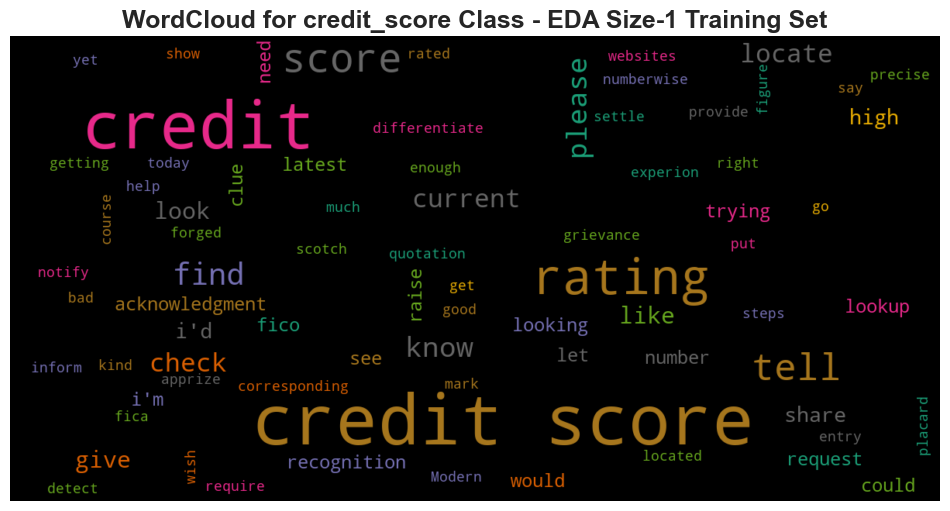 WordCloud for credit_score Class - EDA Size-1 Training Set
yet
show
need
score
rated
websites
locate
numberwise
figure
precise
say
credit
differentiate
please
settle
provide
high
getting
today
clue
latest
enough
experion
right
help
course
look
much
current
trying
go
forged
scotch
quotation
grievance
put
notify
find
rating
bad
acknowledgment
raise
get
good
like
lookup
i'd
fico
looking
steps
know
let
number
inform
kind
check
apprize
see
tell
corresponding
mark
i'm
fica
credit score
share
placard
entry
give
wish
recognition
located
request
detect
require
Modern
would
could